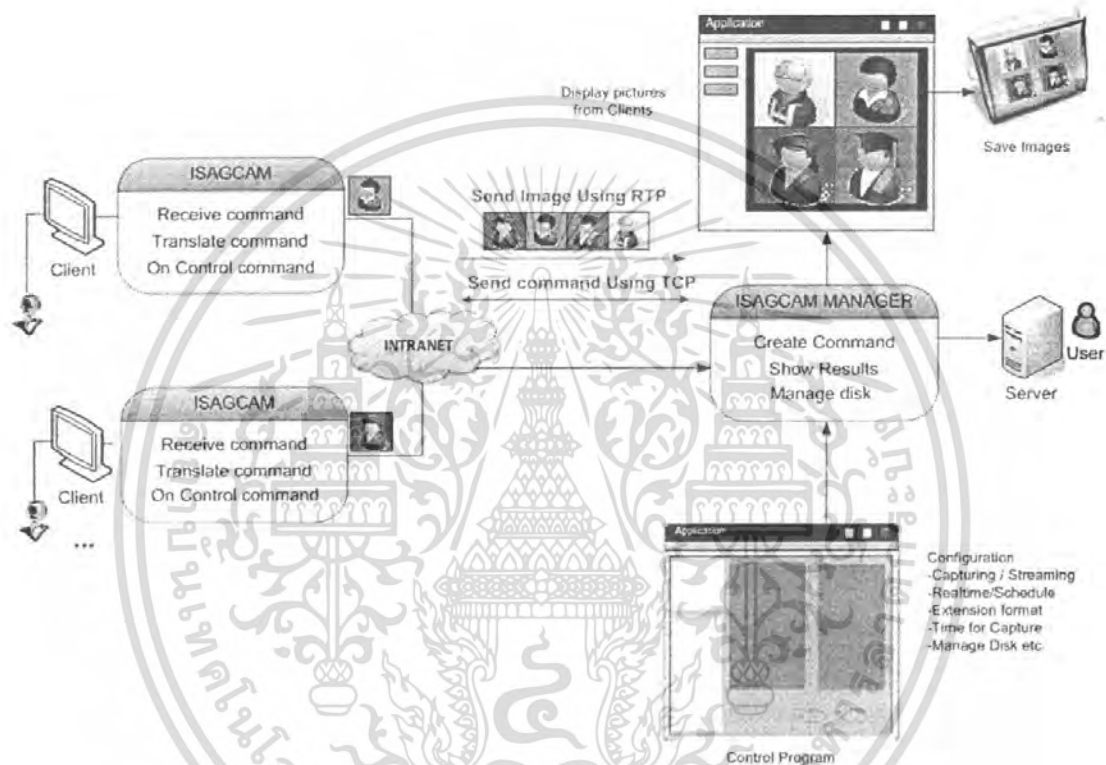 Application
Display pictures
from Clients
Save Images
ISAGCAM
Receive command
Translate command
On Control command
Client
Send Image Using RTP
Send command Using TCP
INTRANET
ISAGCAM MANAGER
Create Command
Show Results
Manage disk
Server
User
ISAGCAM
Receive command
Translate command
On Control command
Client
...
Application
Configuration
-Capturing / Streaming
-Realtime/Schedule
-Extension format
-Time for Capture
-Manage Disk etc
Control Program